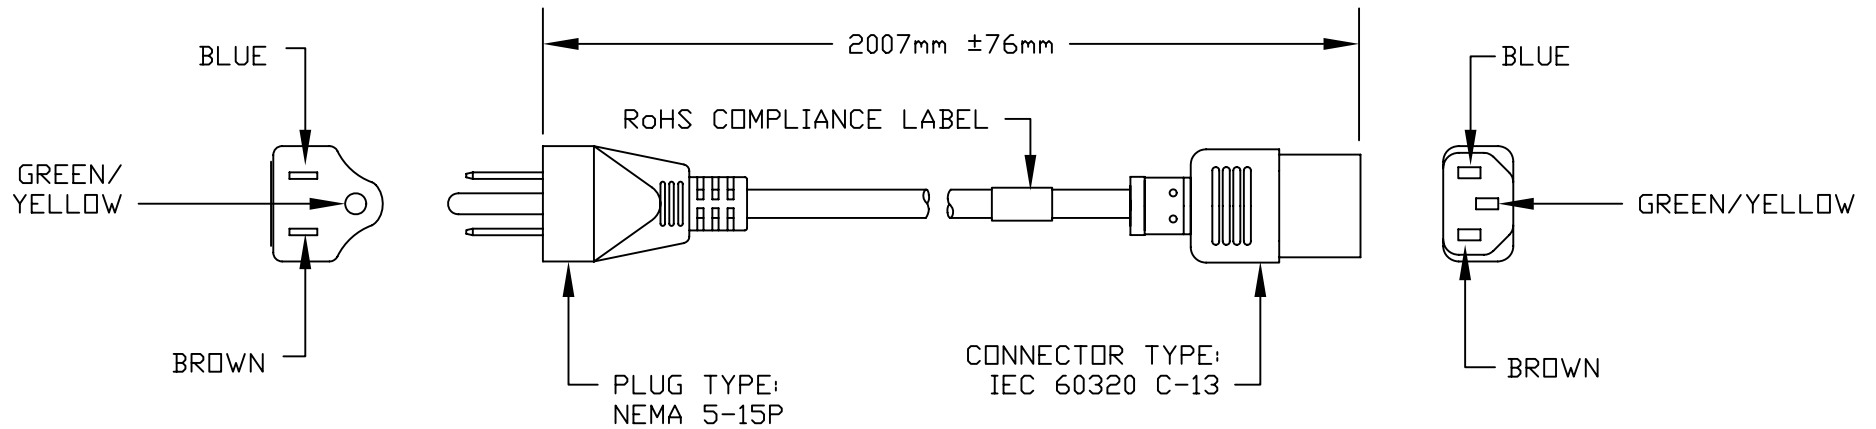 2007mm ±76mm
BLUE
BLUE
RoHS COMPLIANCE LABEL
GREEN/
YELLOW
GREEN/YELLOW
BROWN
CONNECTOR TYPE:
IEC 60320 C-13
BROWN
PLUG TYPE:
NEMA 5-15P